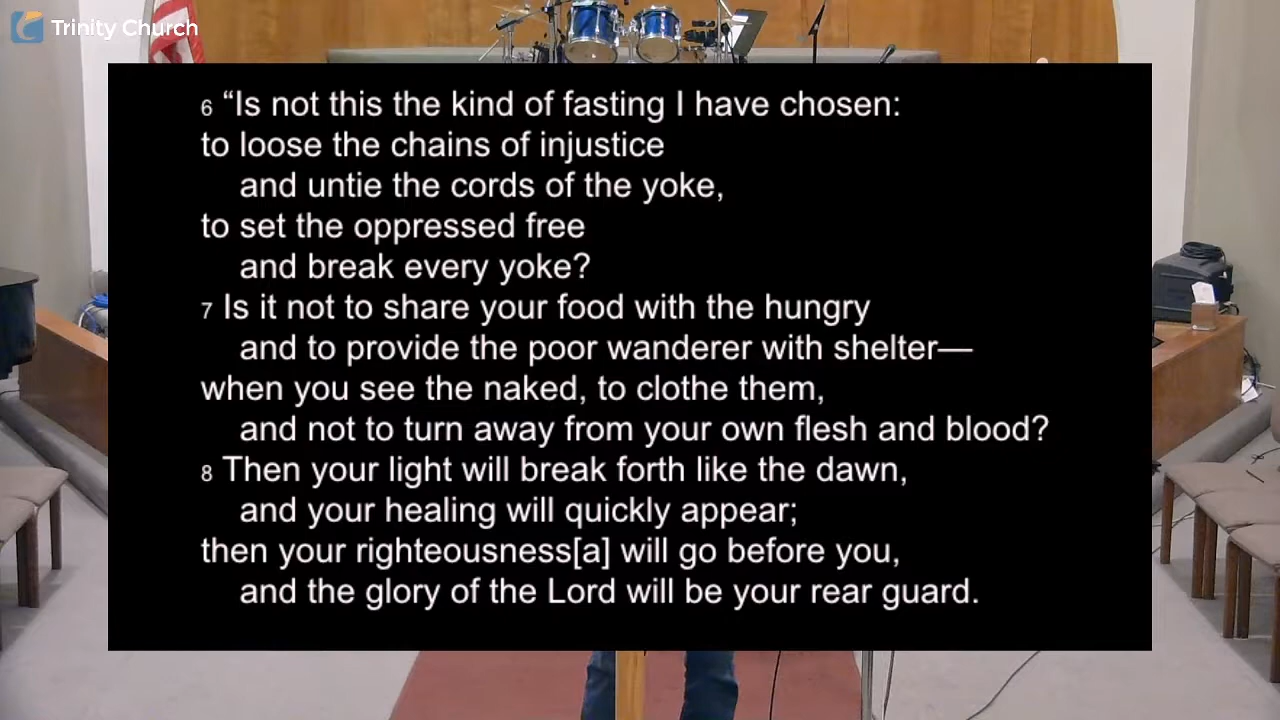 Trinity Church
6 “Is not this the kind of fasting I have chosen:
to loose the chains of injustice
and untie the cords of the yoke,
to set the oppressed free
and break every yoke?
7 Is it not to share your food with the hungry
and to provide the poor wanderer with shelter—
when you see the naked, to clothe them,
and not to turn away from your own flesh and blood?
8 Then your light will break forth like the dawn,
and your healing will quickly appear;
then your righteousness[a] will go before you,
and the glory of the Lord will be your rear guard.